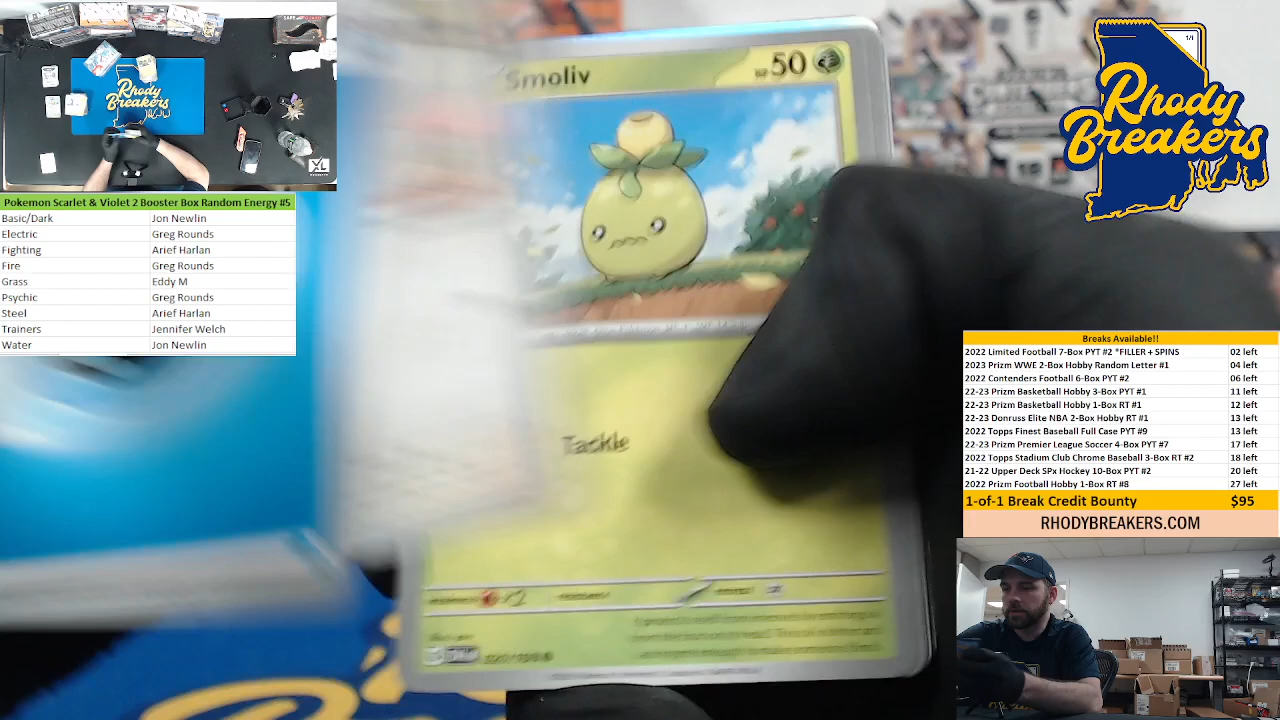 Rhody
Breakers
XL
Pokemon Scarlet & Violet 2 Booster Box Random Energy #5
Basic/Dark Jon Newlin
Electric Greg Rounds
Fighting Arief Harlan
Fire Greg Rounds
Grass Eddy M
Psychic Greg Rounds
Steel Arief Harlan
Trainers Jennifer Welch
Water Jon Newlin
Smoliv
HP 50
Tackle
×2
1/1
Rhody
Breakers
Breaks Available!!
2022 Limited Football 7-Box PYT #2 *FILLER + SPINS 02 left
2023 Prizm WWE 2-Box Hobby Random Letter #1 04 left
2022 Contenders Football 6-Box PYT #2 06 left
22-23 Prizm Basketball Hobby 3-Box PYT #1 11 left
22-23 Prizm Basketball Hobby 1-Box RT #1 12 left
22-23 Donruss Elite NBA 2-Box Hobby RT #1 13 left
2022 Topps Finest Baseball Full Case PYT #9 13 left
22-23 Prizm Premier League Soccer 4-Box PYT #7 17 left
2022 Topps Stadium Club Chrome Baseball 3-Box RT #2 18 left
21-22 Upper Deck SPx Hockey 10-Box PYT #2 20 left
2022 Prizm Football Hobby 1-Box RT #8 27 left
1-of-1 Break Credit Bounty $95
RHODYBREAKERS.COM